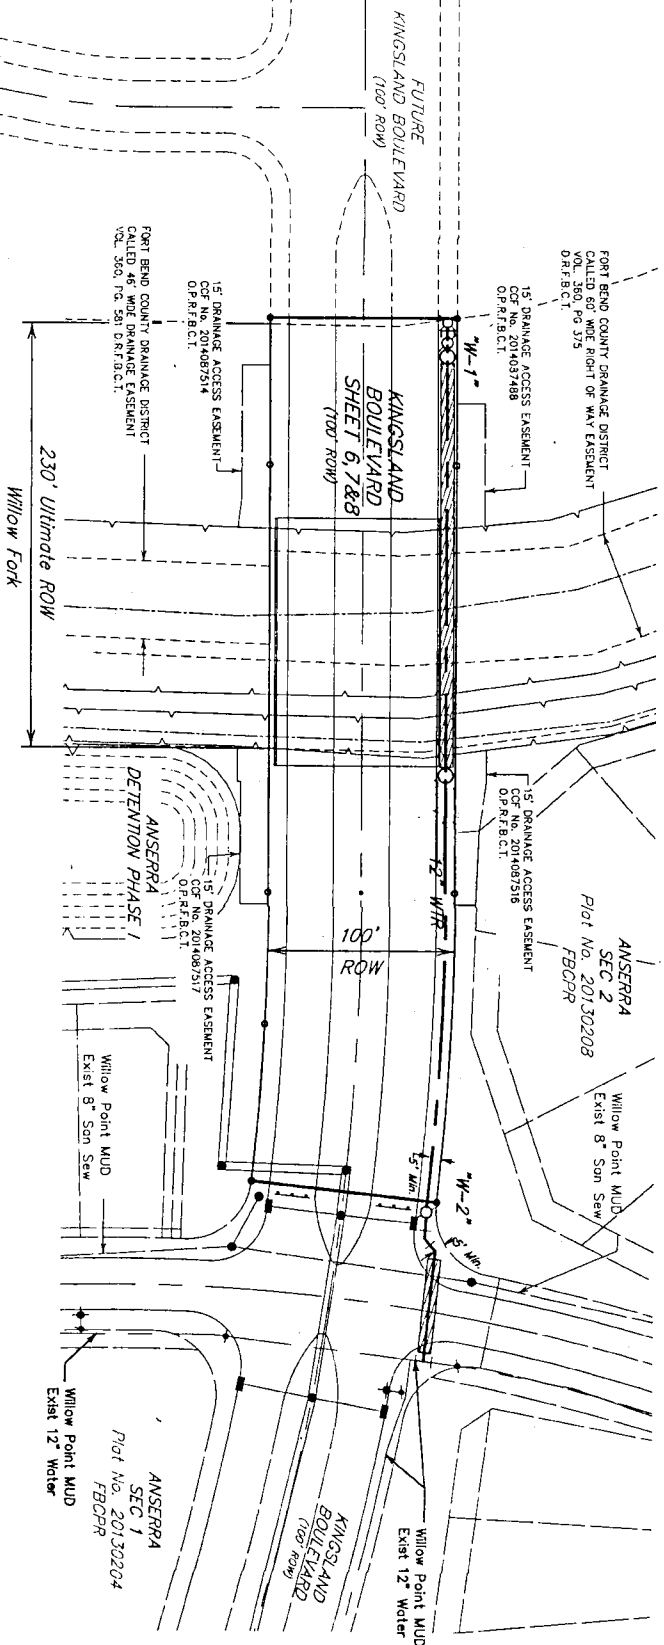 FUTURE
KINGSLAND BOULEVARD
(100' ROW)
FORT BEND COUNTY DRAINAGE DISTRICT
CALLED 60' WIDE RIGHT OF WAY EASEMENT
VOL. 360, PG 375
D.R.F.B.C.T.
15' DRAINAGE ACCESS EASEMENT
CCF No. 2014037488
O.P.R.F.B.C.T.
"W-1"
KINGSLAND
BOULEVARD
SHEET 6,7&8
(100' ROW)
15' DRAINAGE ACCESS EASEMENT
CCF No. 2014087514
O.P.R.F.B.C.T.
FORT BEND COUNTY DRAINAGE DISTRICT
CALLED 46' WIDE DRAINAGE EASEMENT
VOL. 360, PG. 581 D.R.F.B.C.T.
230' Ultimate ROW
Willow Fork
15' DRAINAGE ACCESS EASEMENT
CCF No. 2014087516
O.P.R.F.B.C.T.
12" WTR
100'
ROW
ANSERRA
DETENTION PHASE I
15' DRAINAGE ACCESS EASEMENT
CCF No. 2014087517
O.P.R.F.B.C.T.
ANSERRA
SEC 2
Plat No. 20130208
FBCPR
Willow Point MUD
Exist 8" San Sew
Willow Point MUD
Exist 8" San Sew
5' Min.
"W-2"
5' Min.
Willow Point MUD
Exist 12" Water
ANSERRA
SEC 1
Plat No. 20130204
FBCPR
KINGSLAND
BOULEVARD
(100' ROW)
Willow Point MUD
Exist 12" Water